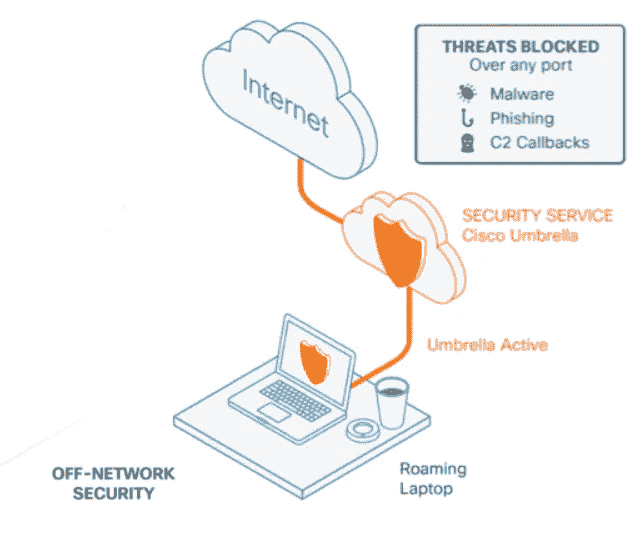 Internet
THREATS BLOCKED
Over any port
Malware
Phishing
C2 Callbacks
SECURITY SERVICE
Cisco Umbrella
Umbrella Active
OFF-NETWORK
SECURITY
Roaming
Laptop